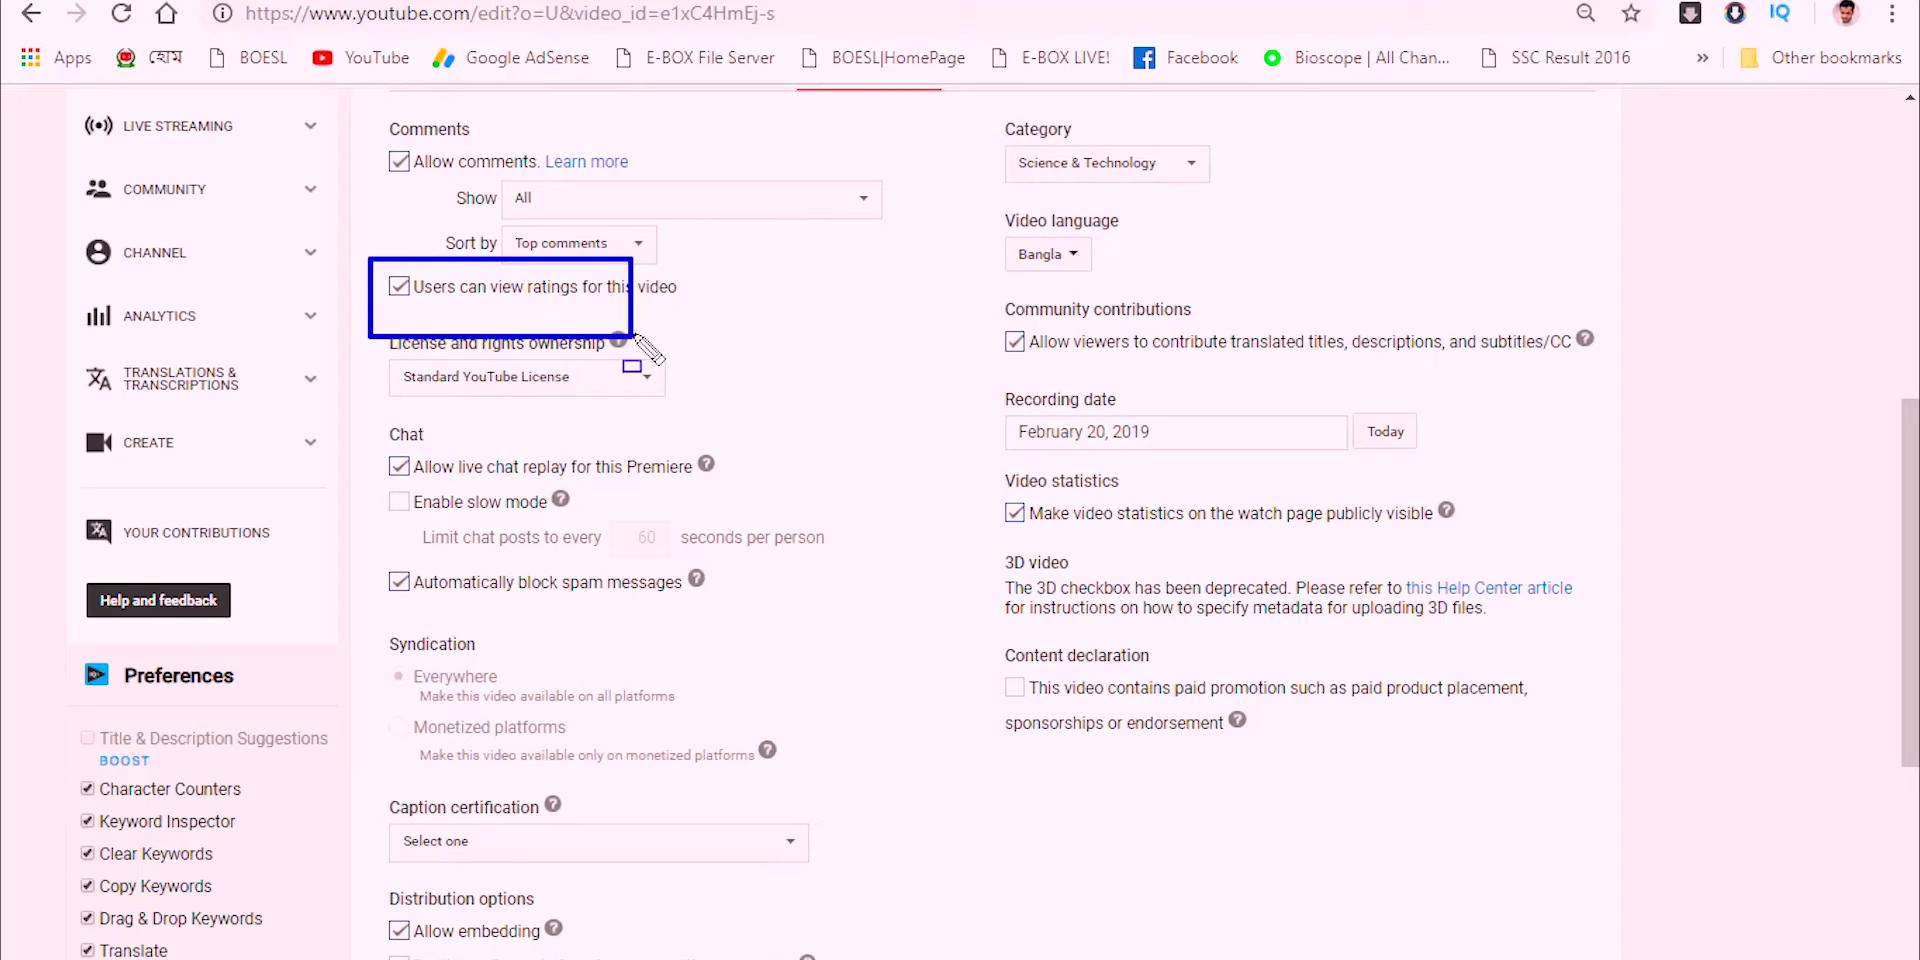 https://www.youtube.com/edit?o=U&video_id=e1xC4HmEj-s
IQ
Apps হোম BOESL YouTube Google AdSense E-BOX File Server BOESL|HomePage E-BOX LIVE! Facebook Bioscope | All Chan... SSC Result 2016 » Other bookmarks
LIVE STREAMING
COMMUNITY
CHANNEL
ANALYTICS
TRANSLATIONS &
TRANSCRIPTIONS
CREATE
YOUR CONTRIBUTIONS
Help and feedback
Preferences
Title & Description Suggestions
BOOST
Character Counters
Keyword Inspector
Clear Keywords
Copy Keywords
Drag & Drop Keywords
Translate
Comments
Allow comments. Learn more
Show All
Sort by Top comments
Users can view ratings for this video
License and rights ownership
Standard YouTube License
Chat
Allow live chat replay for this Premiere ?
Enable slow mode ?
Limit chat posts to every 60 seconds per person
Automatically block spam messages ?
Syndication
Everywhere
Make this video available on all platforms
Monetized platforms
Make this video available only on monetized platforms ?
Caption certification ?
Select one
Distribution options
Allow embedding ?
Category
Science & Technology
Video language
Bangla
Community contributions
Allow viewers to contribute translated titles, descriptions, and subtitles/CC ?
Recording date
February 20, 2019 Today
Video statistics
Make video statistics on the watch page publicly visible ?
3D video
The 3D checkbox has been deprecated. Please refer to this Help Center article
for instructions on how to specify metadata for uploading 3D files.
Content declaration
This video contains paid promotion such as paid product placement,
sponsorships or endorsement ?